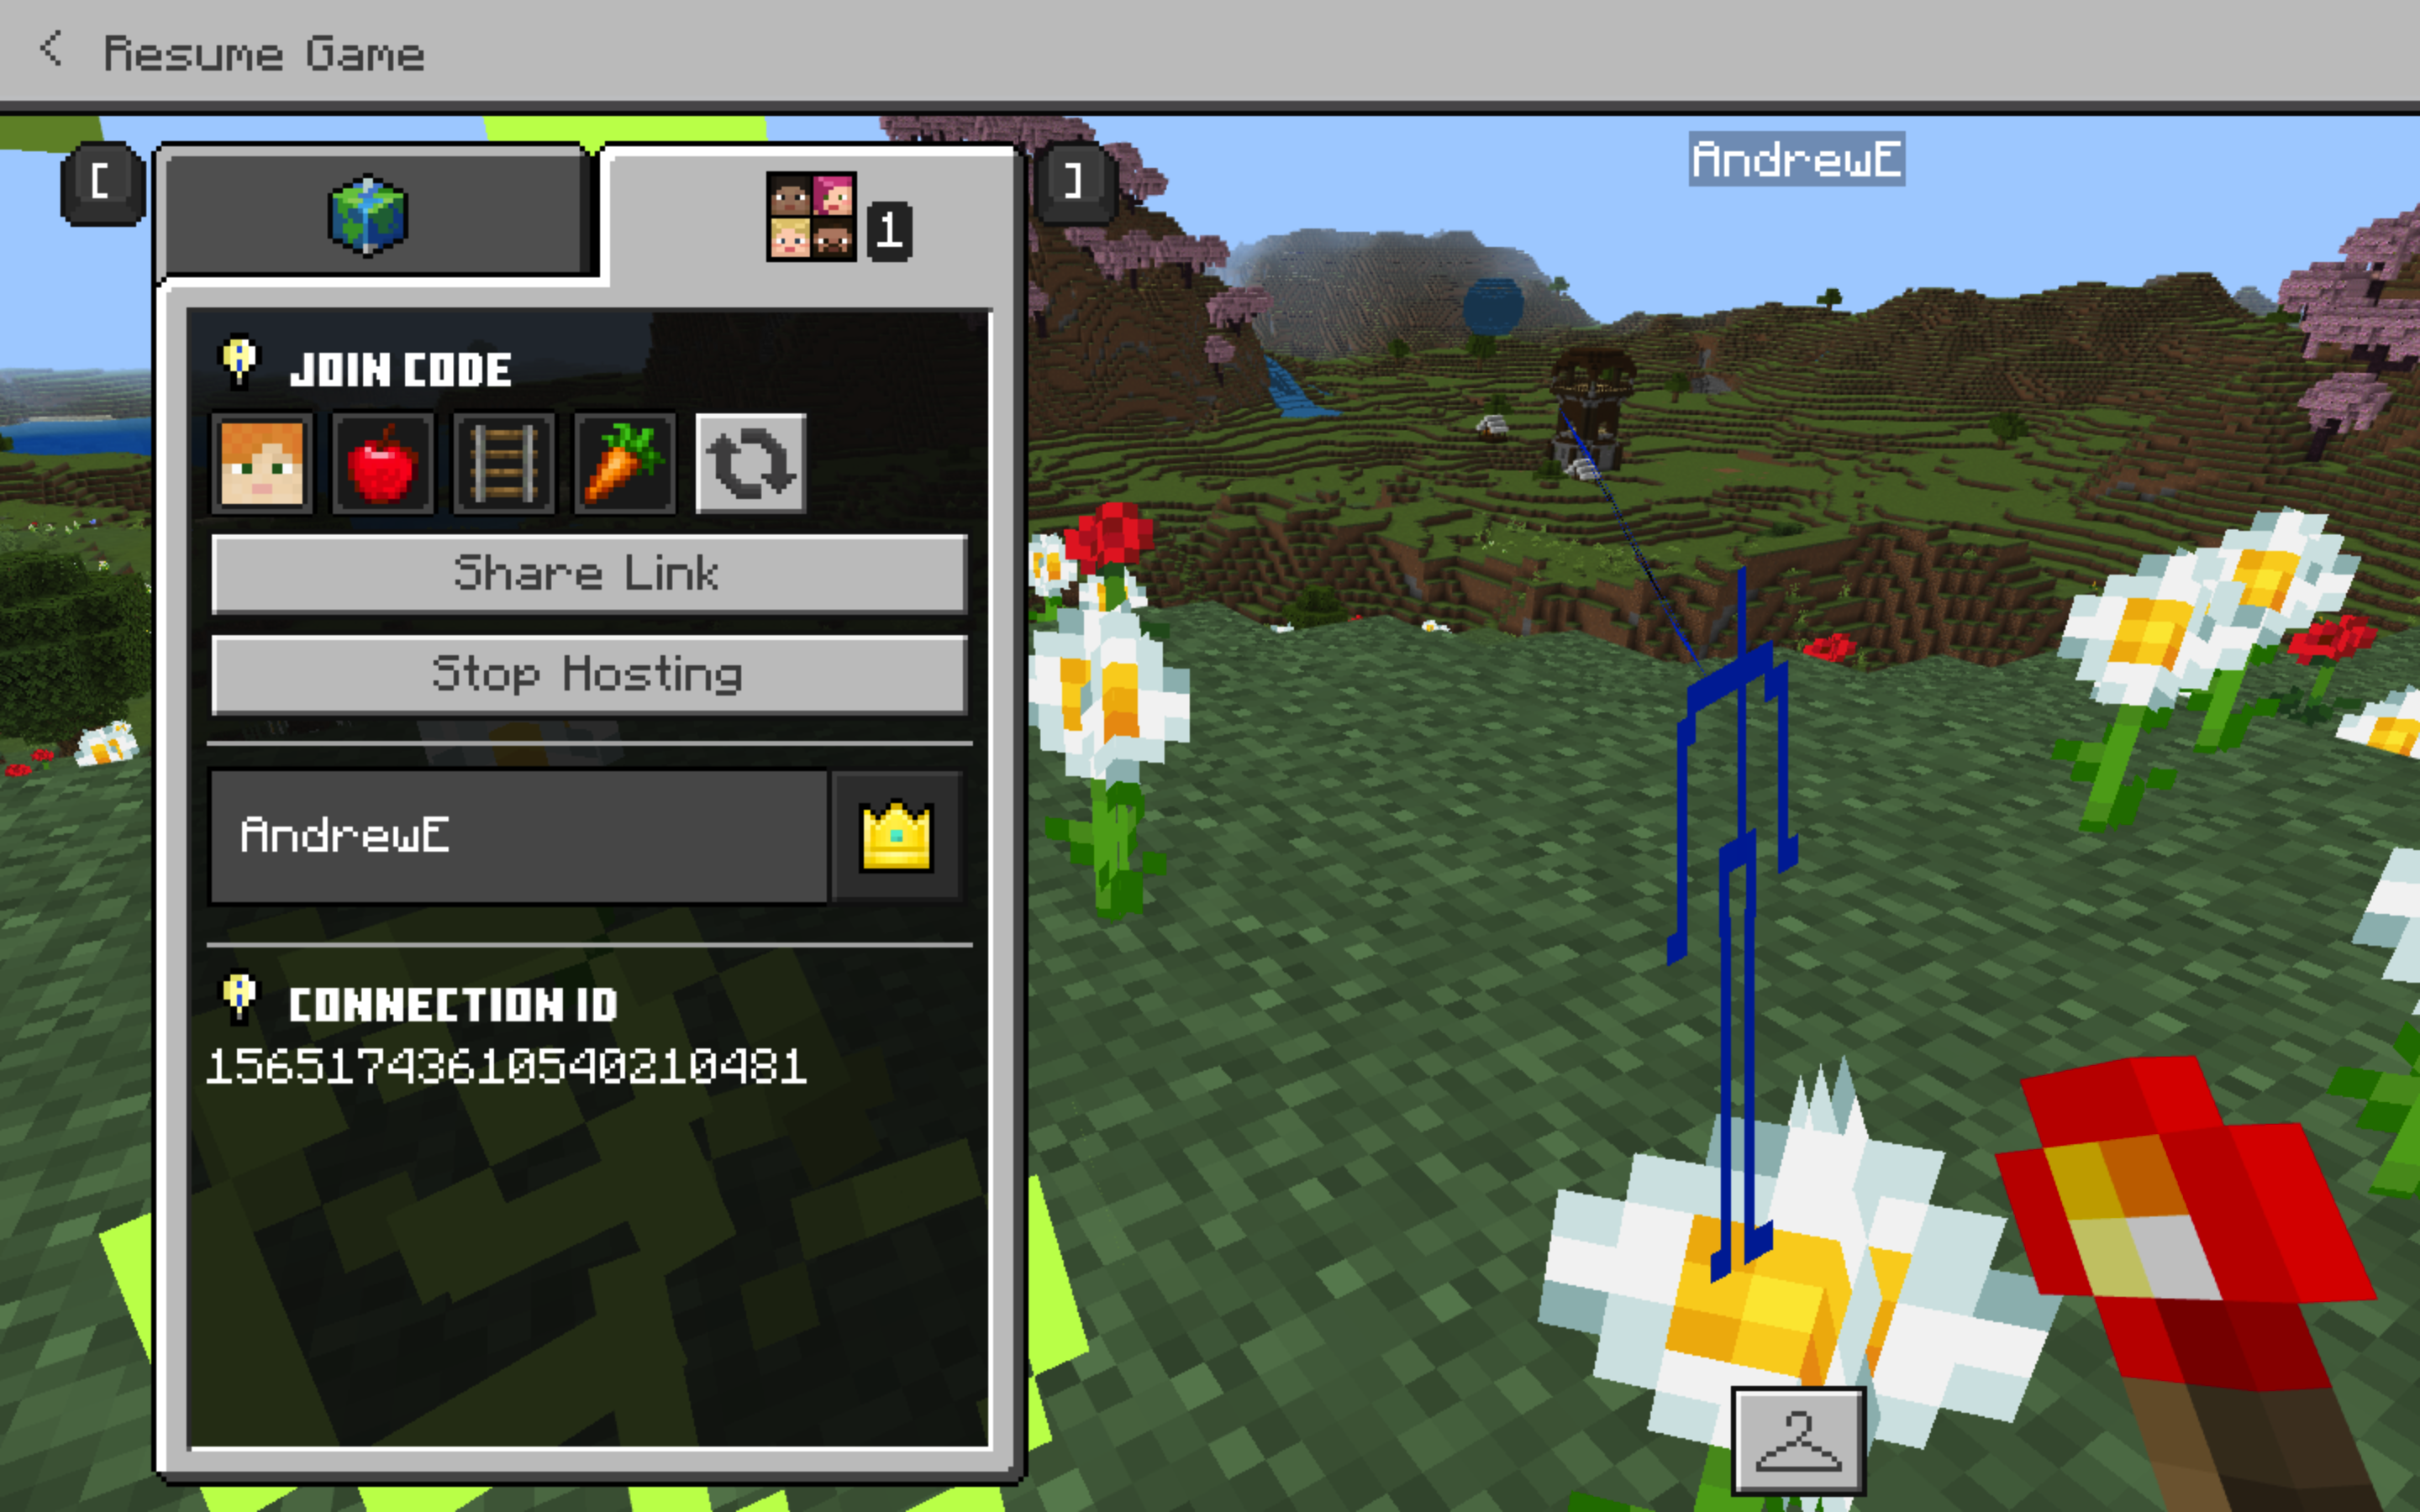 Resume Game
[
1
]
AndrewE
JOIN CODE
Share Link
Stop Hosting
AndrewE
CONNECTION ID
15651743610540210481